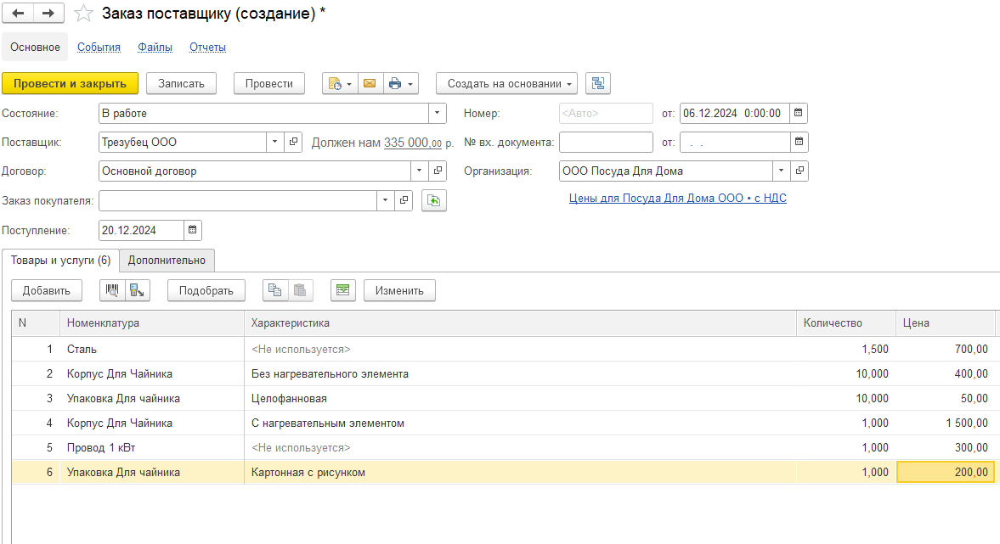 Заказ поставщику (создание) *
Основное События Файлы Отчеты
Провести и закрыть Записать Провести Создать на основании
Состояние: В работе Номер: <Авто> от: 06.12.2024 0:00:00
Поставщик: Трезубец ООО Должен нам 335 000,00 р. № вх. документа: от: . .
Договор: Основной договор Организация: ООО Посуда Для Дома
Заказ покупателя: Цены для Посуда Для Дома ООО • с НДС
Поступление: 20.12.2024
Товары и услуги (6) Дополнительно
Добавить Подобрать Изменить
N Номенклатура Характеристика Количество Цена
1 Сталь <Не используется> 1,500 700,00
2 Корпус Для Чайника Без нагревательного элемента 10,000 400,00
3 Упаковка Для чайника Целофанновая 10,000 50,00
4 Корпус Для Чайника С нагревательным элементом 1,000 1 500,00
5 Провод 1 кВт <Не используется> 1,000 300,00
6 Упаковка Для чайника Картонная с рисунком 1,000 200,00